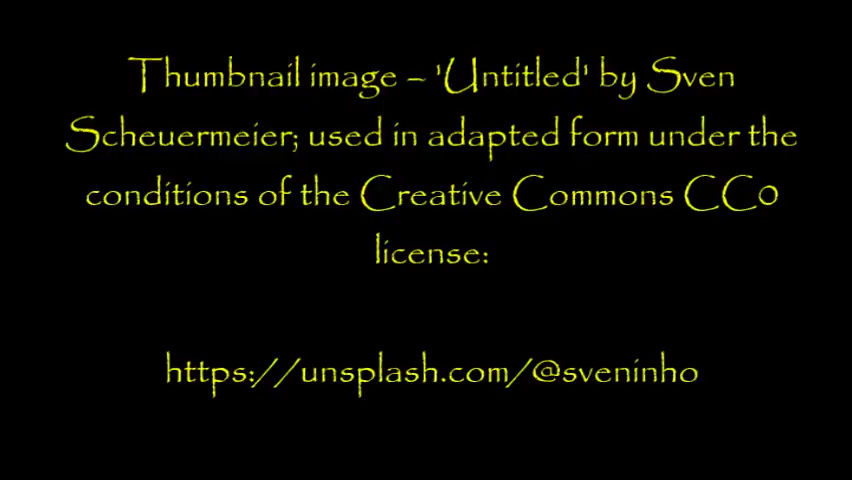 Thumbnail image – 'Untitled' by Sven
Scheuermeier; used in adapted form under the
conditions of the Creative Commons CC0
license:
https://unsplash.com/@sveninho